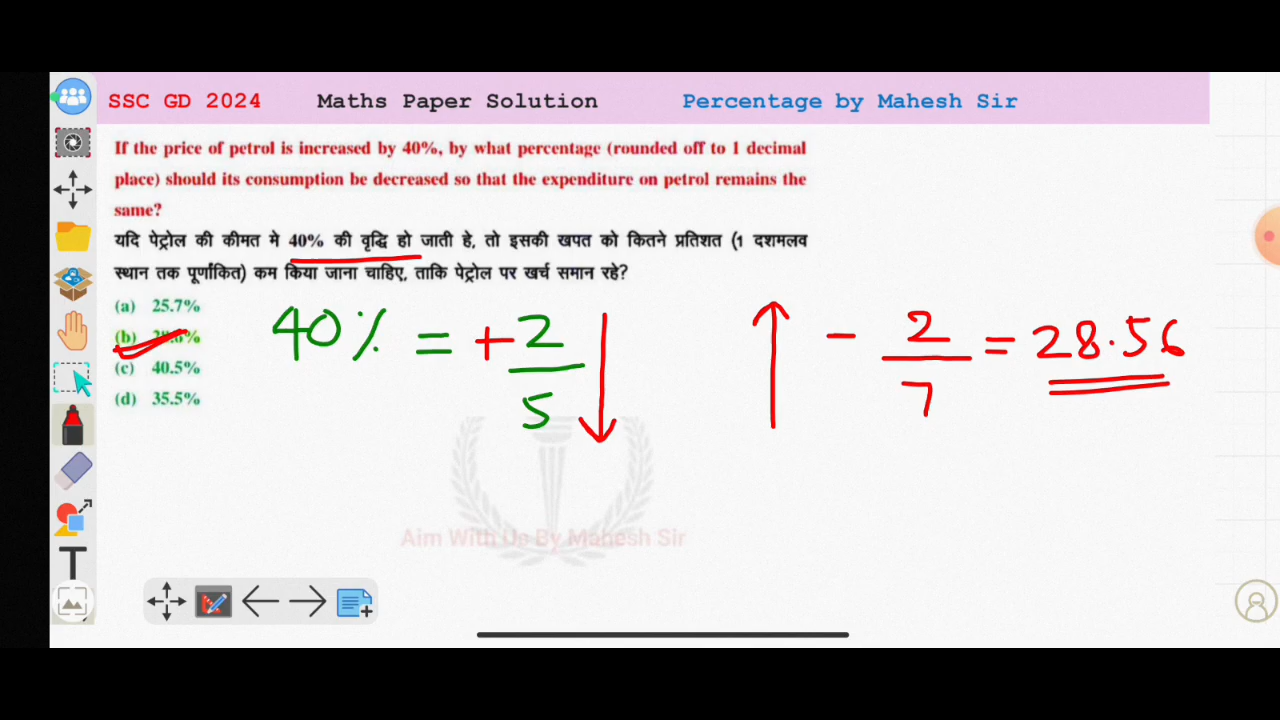 SSC GD 2024 Maths Paper Solution Percentage by Mahesh Sir
If the price of petrol is increased by 40%, by what percentage (rounded off to 1 decimal
place) should its consumption be decreased so that the expenditure on petrol remains the
same?
यदि पेट्रोल की कीमत मे 40% की वृद्धि हो जाती हे, तो इसकी खपत को कितने प्रतिशत (1 दशमलव
स्थान तक पूर्णांकित) कम किया जाना चाहिए, ताकि पेट्रोल पर खर्च समान रहे?
(a) 25.7%
(b)
(c) 40.5%
(d) 35.5%
40% = + 2/5
- 2/7 = 28.56
Aim With Us By Mahesh Sir
T